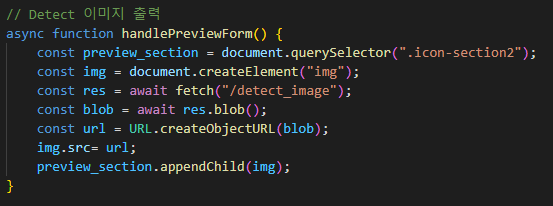 // Detect 이미지 출력
async function handlePreviewForm() {
    const preview_section = document.querySelector(".icon-section2");
    const img = document.createElement("img");
    const res = await fetch("/detect_image");
    const blob = await res.blob();
    const url = URL.createObjectURL(blob);
    img.src= url;
    preview_section.appendChild(img);
}